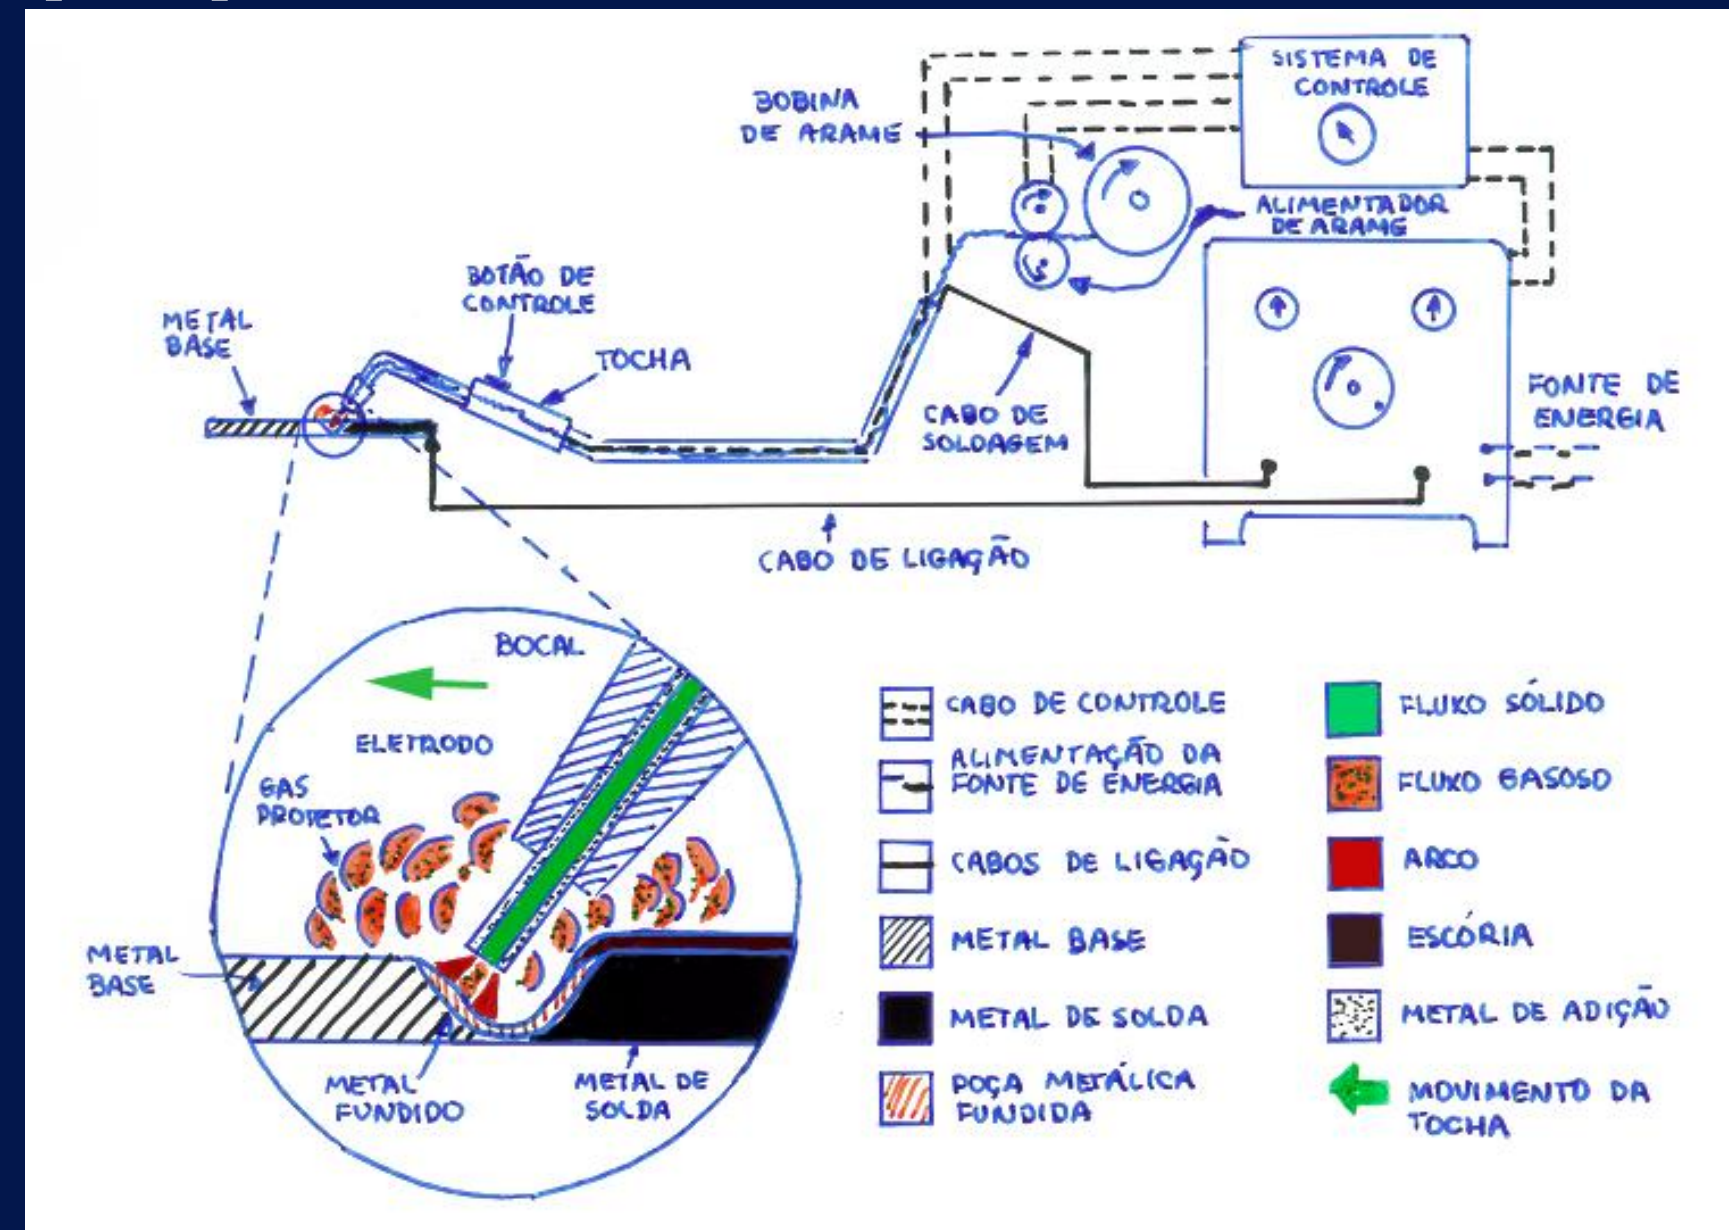 SISTEMA DE
CONTROLE
BOBINA
DE ARAME
ALIMENTADOR
DE ARAME
BOTÃO DE
CONTROLE
METAL
BASE
TOCHA
CABO DE
SOLDAGEM
FONTE DE
ENERGIA
CABO DE LIGAÇÃO
BOCAL
ELETRODO
GAS
PROTETOR
METAL
BASE
METAL
FUNDIDO
METAL DE
SOLDA
CABO DE CONTROLE
ALIMENTAÇÃO DA
FONTE DE ENERGIA
CABOS DE LIGAÇÃO
METAL BASE
METAL DE SOLDA
POÇA METÁLICA
FUNDIDA
FLUXO SÓLIDO
FLUXO GASOSO
ARCO
ESCÓRIA
METAL DE ADIÇÃO
MOVIMENTO DA
TOCHA